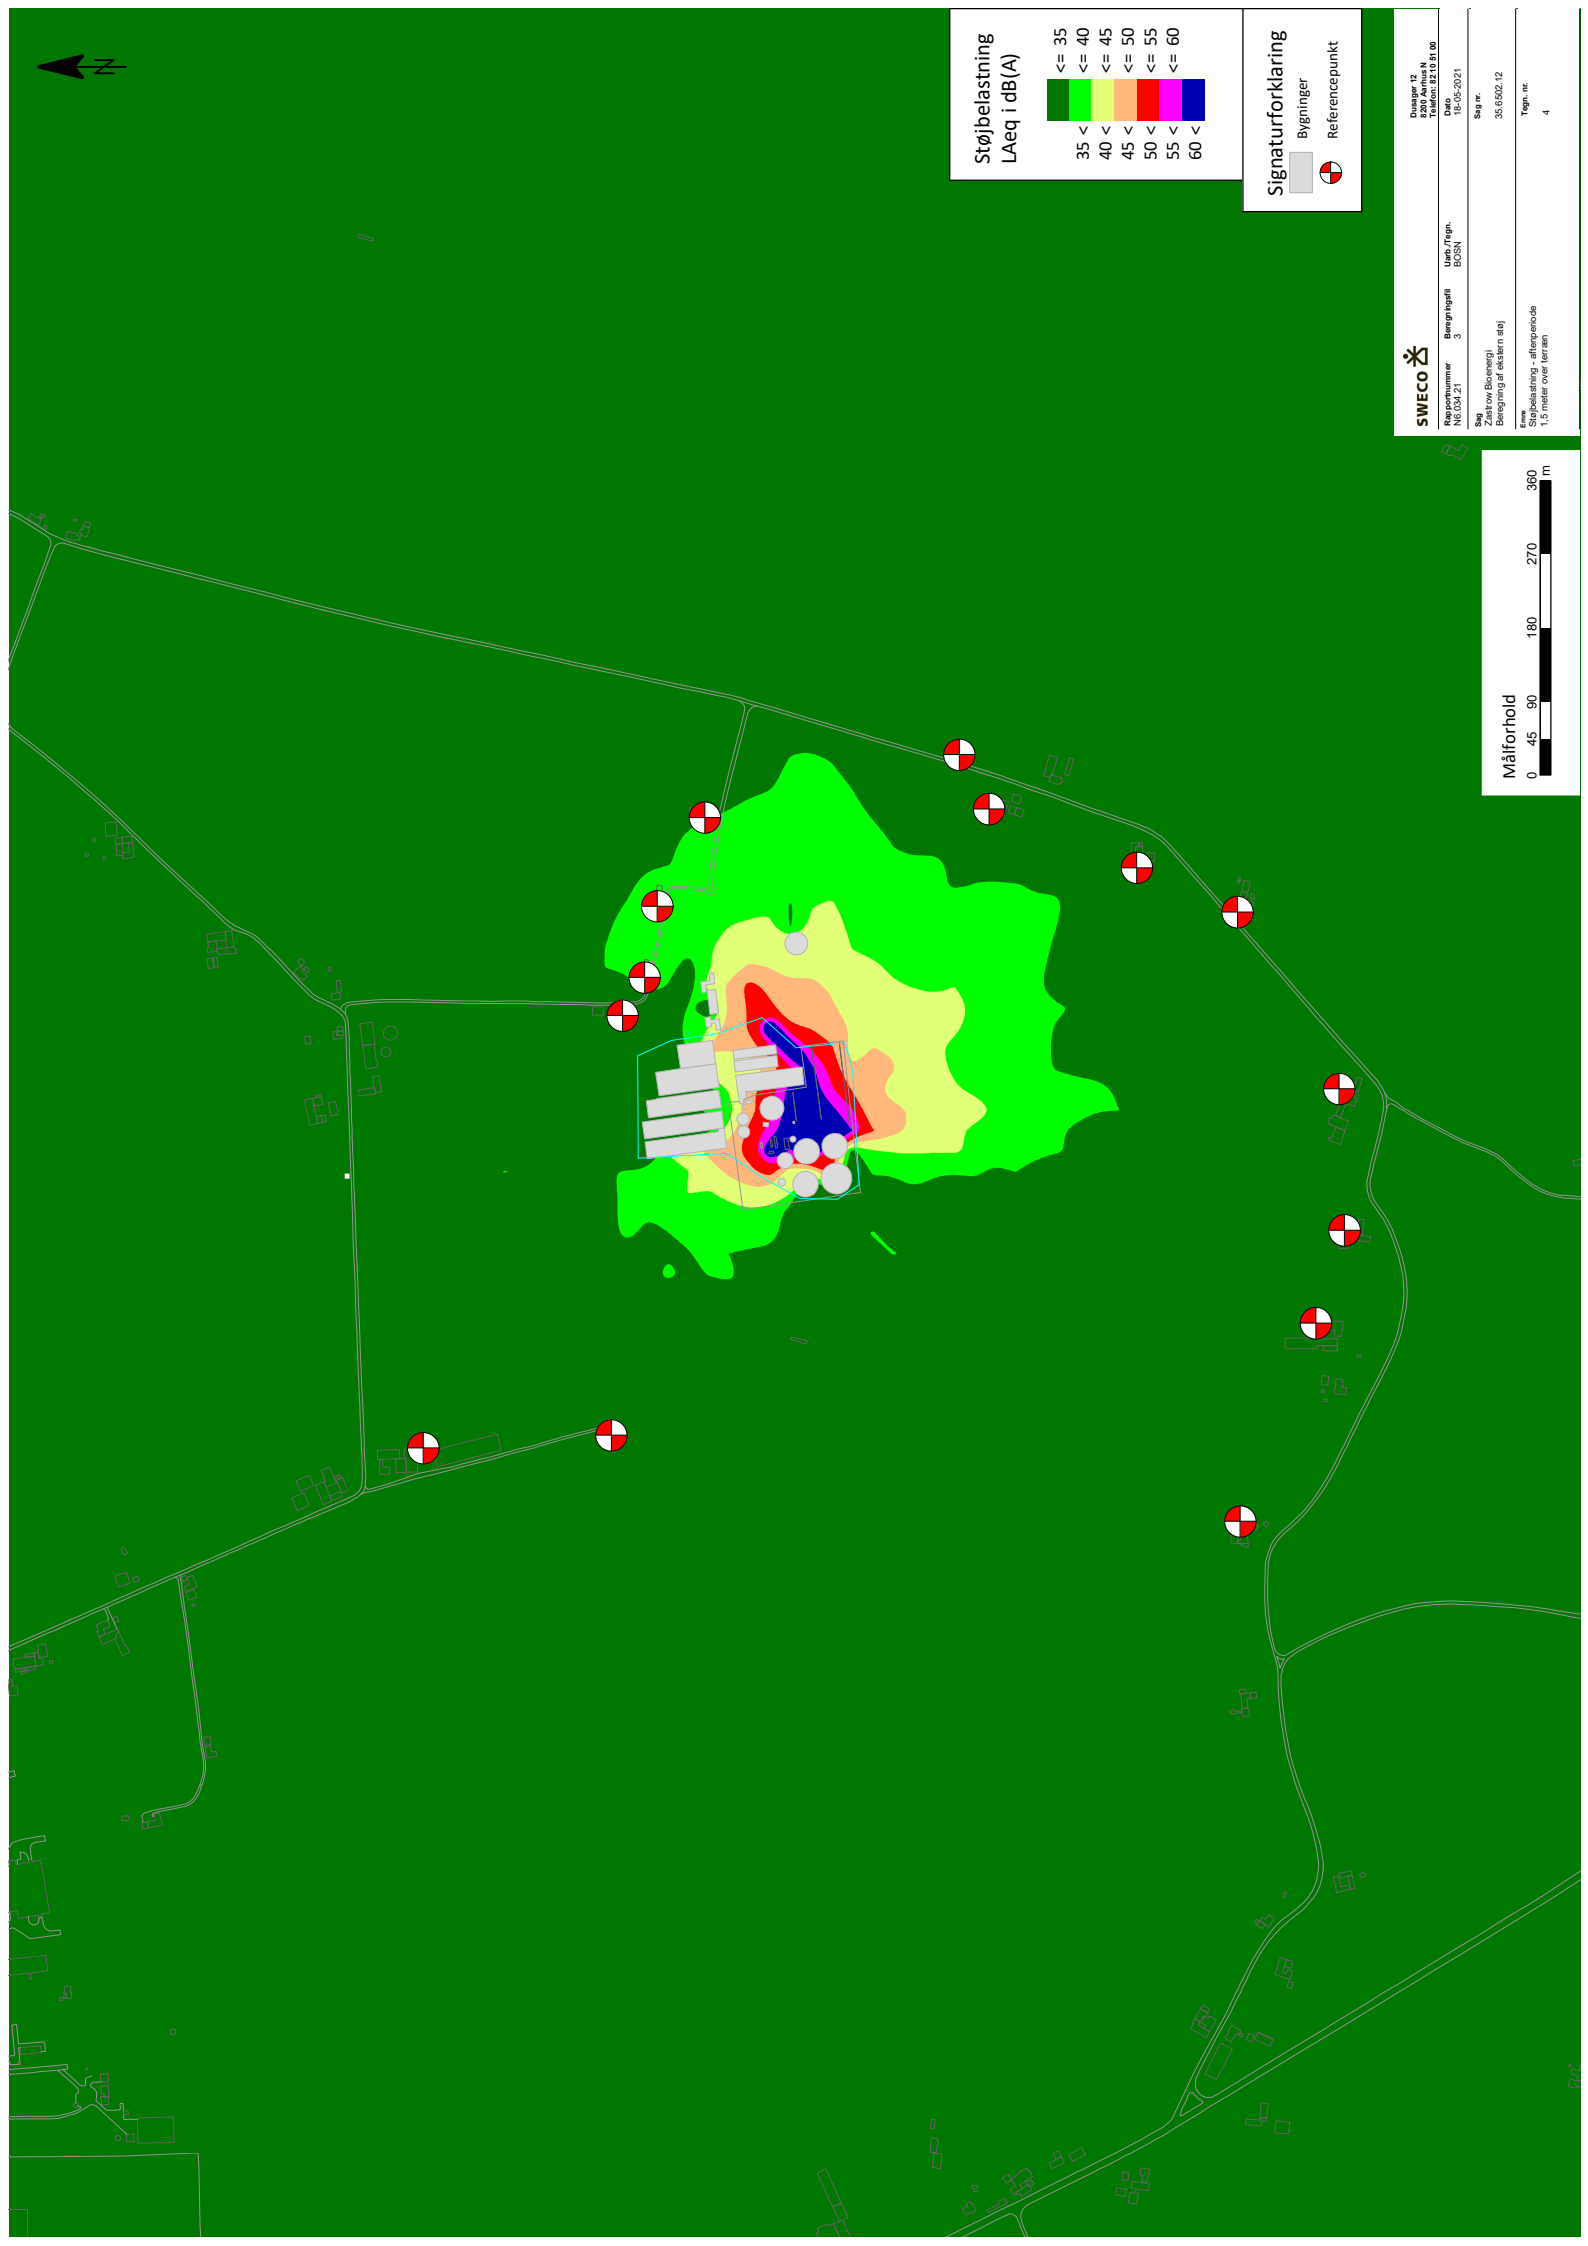 N
Støjbelastning
LAeq i dB(A)
<= 35
35 < <= 40
40 < <= 45
45 < <= 50
50 < <= 55
55 < <= 60
60 <
Signaturforklaring
Bygninger
Referencepunkt
SWECO
Dusager 12
8200 Aarhus N
Telefon: 82 10 51 00
Rapportnummer Beregningsfil Uarb./Tegn. Dato
N6.034.21 3 BOSN 18-05-2021
Sag Sag nr.
Zastrow Bioenergi
Beregning af ekstern støj 35.6502.12
Emne Tegn. nr.
Støjbelastning - aftenperiode
1,5 meter over terræn 4
Målforhold
0 45 90 180 270 360
m